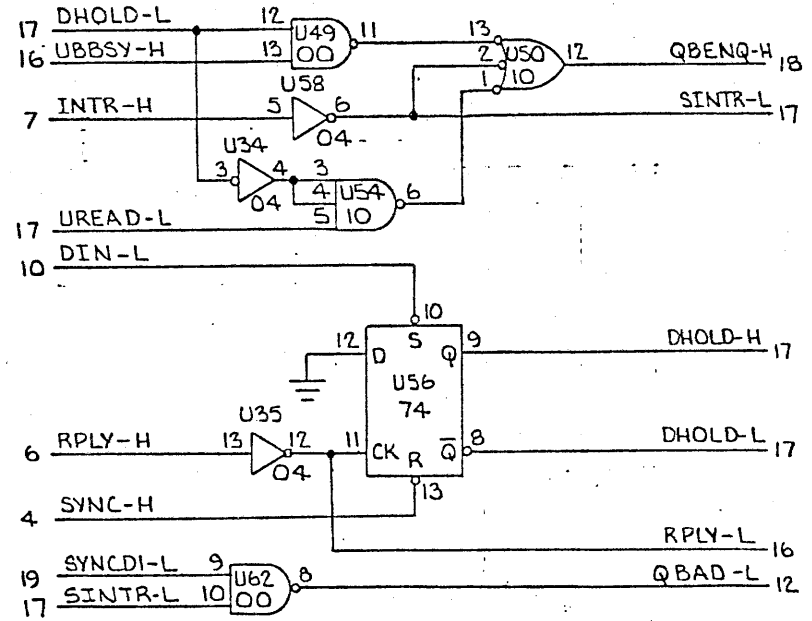 17 DHOLD-L 12 U49 00 11 13
16 UBBSY-H 13 2 U50 10 12 QBENQ-H 18
U58 1
7 INTR-H 5 6 04 SINTR-L 17
U34
3 4 04 3
4 U54 10 6
17 UREAD-L 5
10 DIN-L
10
12 D S Q 9 DHOLD-H 17
U56
74
U35
6 RPLY-H 13 12 04 11 CK R Q 8 DHOLD-L 17
13
4 SYNC-H
RPLY-L 16
19 SYNCDI-L 9 U62 00 8 QBAD-L 12
17 SINTR-L 10